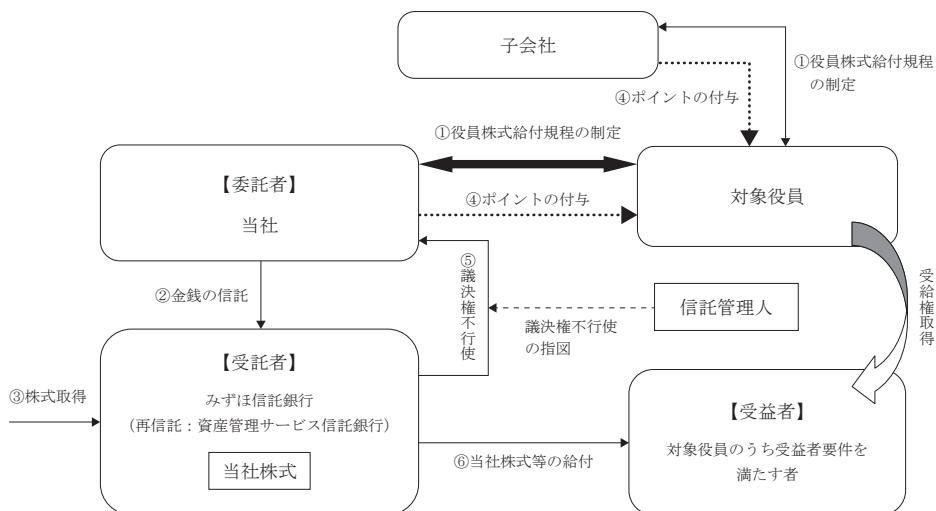 子会社
①役員株式給付規程
の制定
④ポイントの付与
①役員株式給付規程の制定
【委託者】
当社
④ポイントの付与
対象役員
②金銭の信託
⑤議決権不行使
議決権不行使
の指図
信託管理人
受給権取得
【受託者】
みずほ信託銀行
（再信託：資産管理サービス信託銀行）
当社株式
③株式取得
⑥当社株式等の給付
【受益者】
対象役員のうち受益者要件を
満たす者